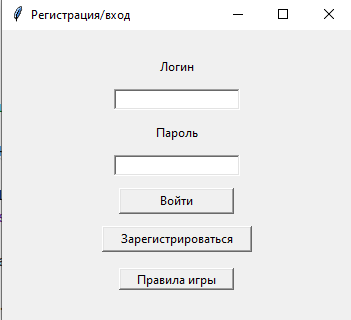 Регистрация/вход
Логин
Пароль
Войти
Зарегистрироваться
Правила игры